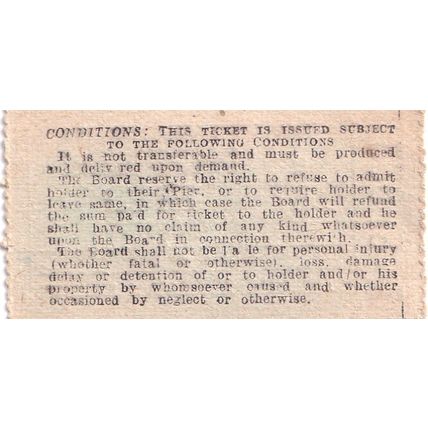 CONDITIONS: THIS TICKET IS ISSUED SUBJECT
TO THE FOLLOWING CONDITIONS
It is not transferable and must be produced
and deliv red upon demand.
The Board reserve the right to refuse to admit
holder to their Pier, or to require holder to
leave same, in which case the Board will refund
the sum paid for ticket to the holder and he
shall have no claim of any kind whatsoever
upon the Board in connection therewith.
The Board shall not be la le for personal injury
(whether fatal or otherwise), loss, damage
delay or detention of or to holder and/or his
property by whomsoever caused and whether
occasioned by neglect or otherwise.